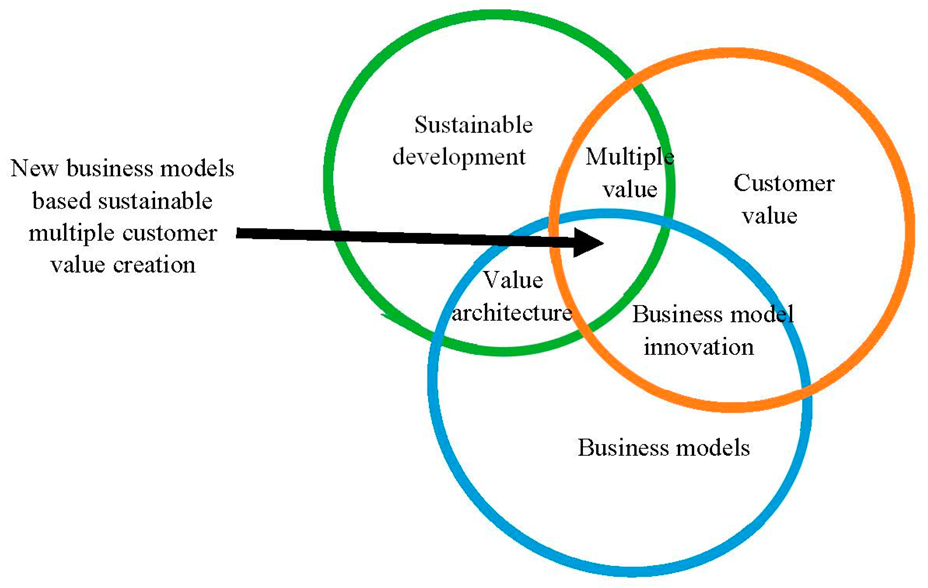 Sustainable
development
Multiple
value
Customer
value
New business models
based sustainable
multiple customer
value creation
Value
architecture
Business model
innovation
Business models